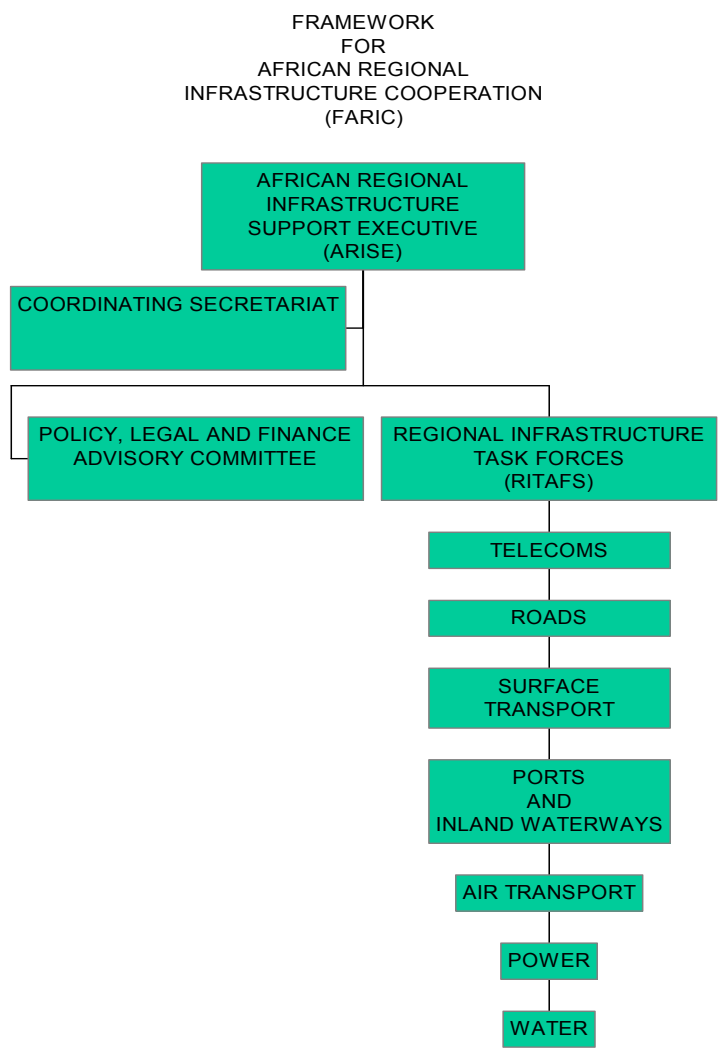 FRAMEWORK
FOR
AFRICAN REGIONAL
INFRASTRUCTURE COOPERATION
(FARIC)
AFRICAN REGIONAL
INFRASTRUCTURE
SUPPORT EXECUTIVE
(ARISE)
COORDINATING SECRETARIAT
POLICY, LEGAL AND FINANCE
ADVISORY COMMITTEE
REGIONAL INFRASTRUCTURE
TASK FORCES
(RITAFS)
TELECOMS
ROADS
SURFACE
TRANSPORT
PORTS
AND
INLAND WATERWAYS
AIR TRANSPORT
POWER
WATER